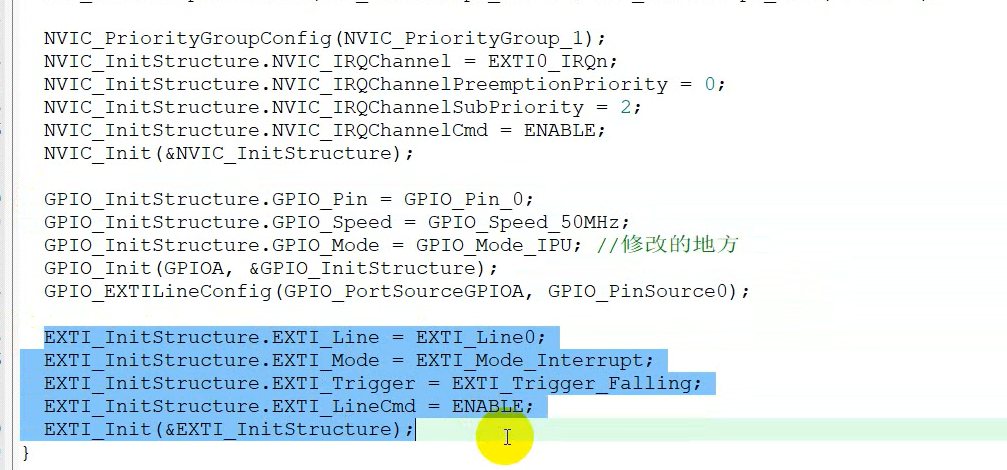 NVIC_PriorityGroupConfig(NVIC_PriorityGroup_1);
NVIC_InitStructure.NVIC_IRQChannel = EXTI0_IRQn;
NVIC_InitStructure.NVIC_IRQChannelPreemptionPriority = 0;
NVIC_InitStructure.NVIC_IRQChannelSubPriority = 2;
NVIC_InitStructure.NVIC_IRQChannelCmd = ENABLE;
NVIC_Init(&NVIC_InitStructure);
GPIO_InitStructure.GPIO_Pin = GPIO_Pin_0;
GPIO_InitStructure.GPIO_Speed = GPIO_Speed_50MHz;
GPIO_InitStructure.GPIO_Mode = GPIO_Mode_IPU; //修改的地方
GPIO_Init(GPIOA, &GPIO_InitStructure);
GPIO_EXTILineConfig(GPIO_PortSourceGPIOA, GPIO_PinSource0);
EXTI_InitStructure.EXTI_Line = EXTI_Line0;
EXTI_InitStructure.EXTI_Mode = EXTI_Mode_Interrupt;
EXTI_InitStructure.EXTI_Trigger = EXTI_Trigger_Falling;
EXTI_InitStructure.EXTI_LineCmd = ENABLE;
EXTI_Init(&EXTI_InitStructure);
}